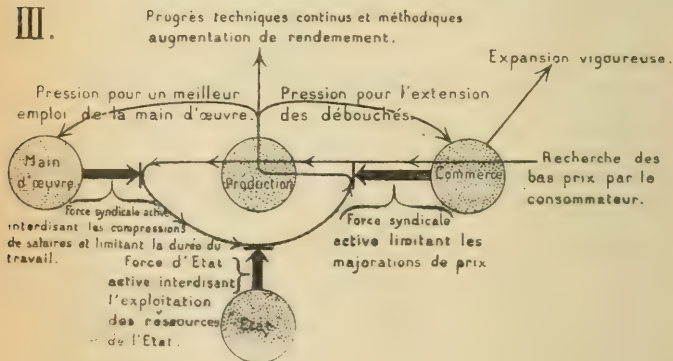 III.
Progrès techniques continus et méthodiques
augmentation de rendemement.
Expansion vigoureuse.
Pression pour un meilleur
emploi de la main d'œuvre.
Pression pour l'extension
des débouchés.
Main
d'œuvre.
Production
Commerce
Recherche des
bas prix par le
consommateur.
Force syndicale active
interdisant les compressions
de salaires et limitant la durée du
travail.
Force syndicale
active limitant les
majorations de prix
Force d'Etat
active interdisant
l'exploitation
des ressources
de l'Etat.
Etat